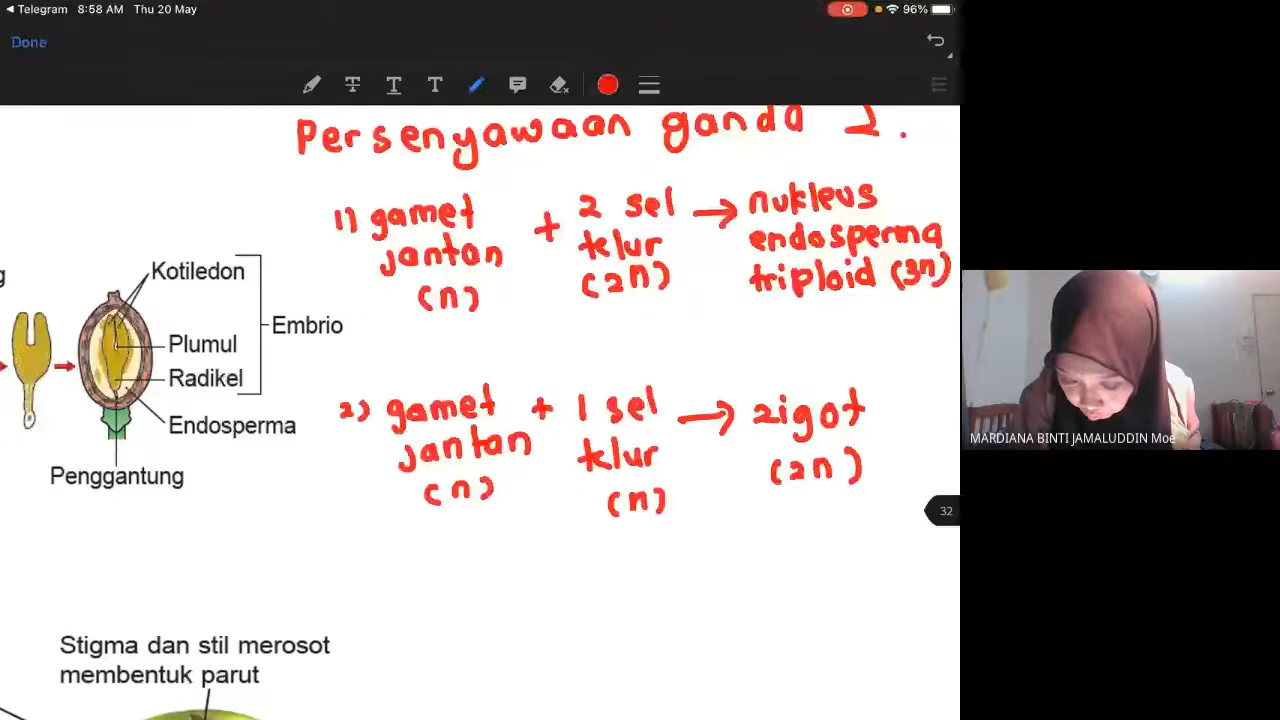 Telegram 8:58 AM Thu 20 May 96%
Done
T T T
Persenyawaan ganda 2.
1) gamet jantan (n) + 2 sel telur (2n) → nukleus endosperma triploid (3n)
g
Kotiledon
Embrio
Plumul
Radikel
Endosperma
Penggantung
2) gamet jantan (n) + 1 sel telur (n) → zigot (2n)
MARDIANA BINTI JAMALUDDIN Moe
32
Stigma dan stil merosot
membentuk parut